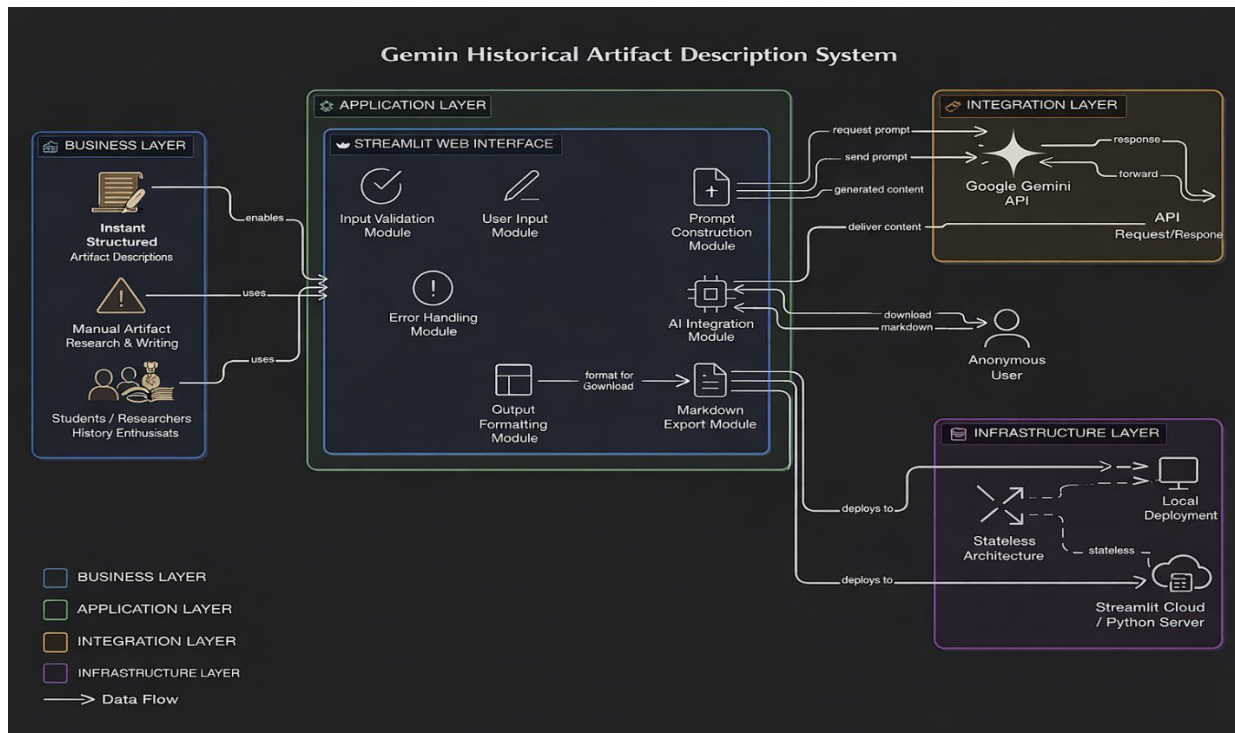 Gemin Historical Artifact Description System
BUSINESS LAYER
Instant
Structured
Artifact Descriptions
Manual Artifact
Research & Writing
Students / Researchers
History Enthusisats
enables
uses
uses
APPLICATION LAYER
STREAMLIT WEB INTERFACE
Input Validation
Module
User Input
Module
Prompt
Construction
Module
Error Handling
Module
AI Integration
Module
Output
Formatting
Module
format for
Gownload
Markdown
Export Module
request prompt
send prompt
generated content
deliver content
INTEGRATION LAYER
Google Gemini
API
response
forward
API
Request/Respone
download
markdown
Anonymous
User
INFRASTRUCTURE LAYER
deploys to
deploys to
Stateless
Architecture
stateless
Local
Deployment
Streamlit Cloud
/ Python Server
BUSINESS LAYER
APPLICATION LAYER
INTEGRATION LAYER
INFRASTRUCTURE LAYER
Data Flow